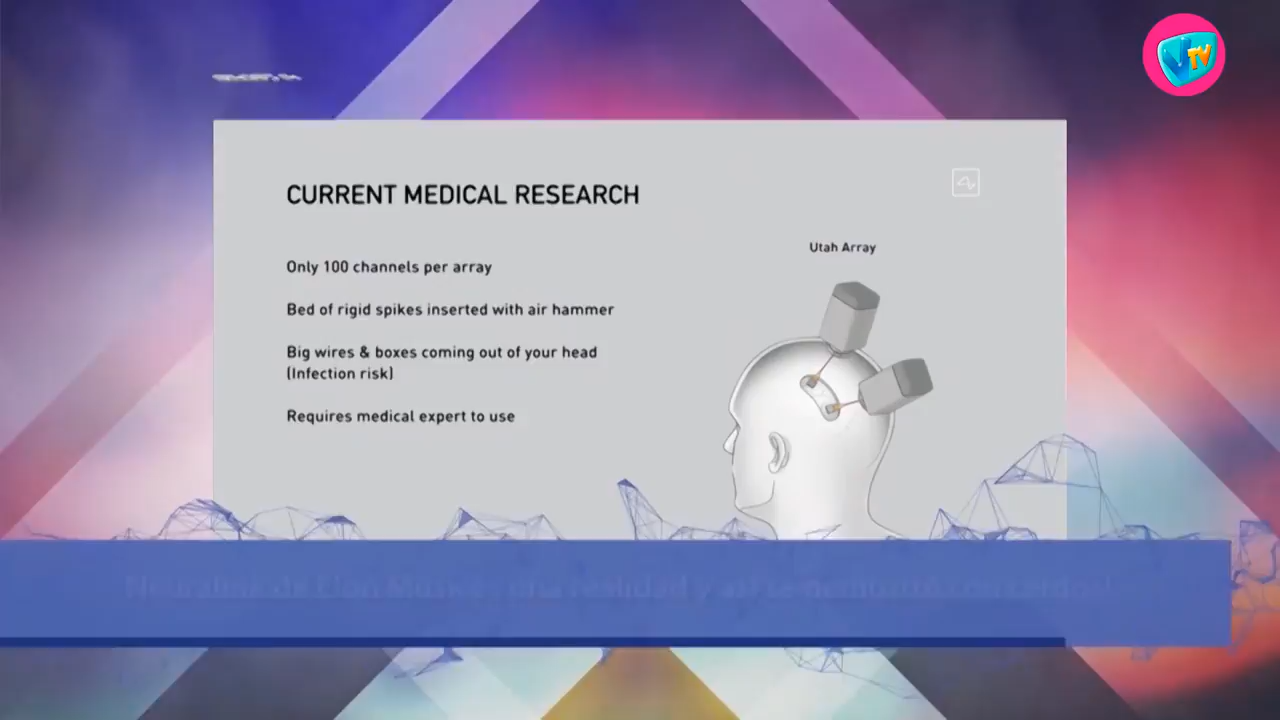 TV
CURRENT MEDICAL RESEARCH
Utah Array
Only 100 channels per array
Bed of rigid spikes inserted with air hammer
Big wires & boxes coming out of your head
(Infection risk)
Requires medical expert to use